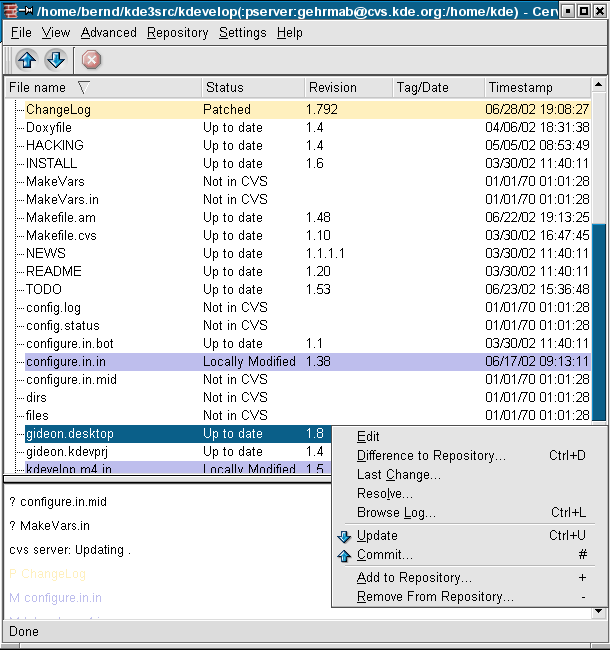 /home/bernd/kde3src/kdevelop(:pserver:gehrmab@cvs.kde.org:/home/kde) - Cerv
File View Advanced Repository Settings Help
File name Status Revision Tag/Date Timestamp
ChangeLog Patched 1.792 06/28/02 19:08:27
Doxyfile Up to date 1.4 04/06/02 18:31:38
HACKING Up to date 1.4 05/05/02 08:53:49
INSTALL Up to date 1.6 03/30/02 11:40:11
MakeVars Not in CVS 01/01/70 01:01:28
MakeVars.in Not in CVS 01/01/70 01:01:28
Makefile.am Up to date 1.48 06/22/02 19:13:25
Makefile.cvs Up to date 1.10 03/30/02 16:47:45
NEWS Up to date 1.1.1.1 03/30/02 11:40:11
README Up to date 1.20 03/30/02 11:40:11
TODO Up to date 1.53 06/23/02 15:36:48
config.log Not in CVS 01/01/70 01:01:28
config.status Not in CVS 01/01/70 01:01:28
configure.in.bot Up to date 1.1 03/30/02 11:40:11
configure.in.in Locally Modified 1.38 06/17/02 09:13:11
configure.in.mid Not in CVS 01/01/70 01:01:28
dirs Not in CVS 01/01/70 01:01:28
files Not in CVS 01/01/70 01:01:28
gideon.desktop Up to date 1.8
gideon.kdevprj Up to date 1.4
kdevelop.m4.in Locally Modified 1.5
Edit
Difference to Repository... Ctrl+D
Last Change...
Resolve...
Browse Log... Ctrl+L
Update Ctrl+U
Commit... #
Add to Repository... +
Remove From Repository... -
? configure.in.mid
? MakeVars.in
cvs server: Updating .
P ChangeLog
M configure.in.in
Done